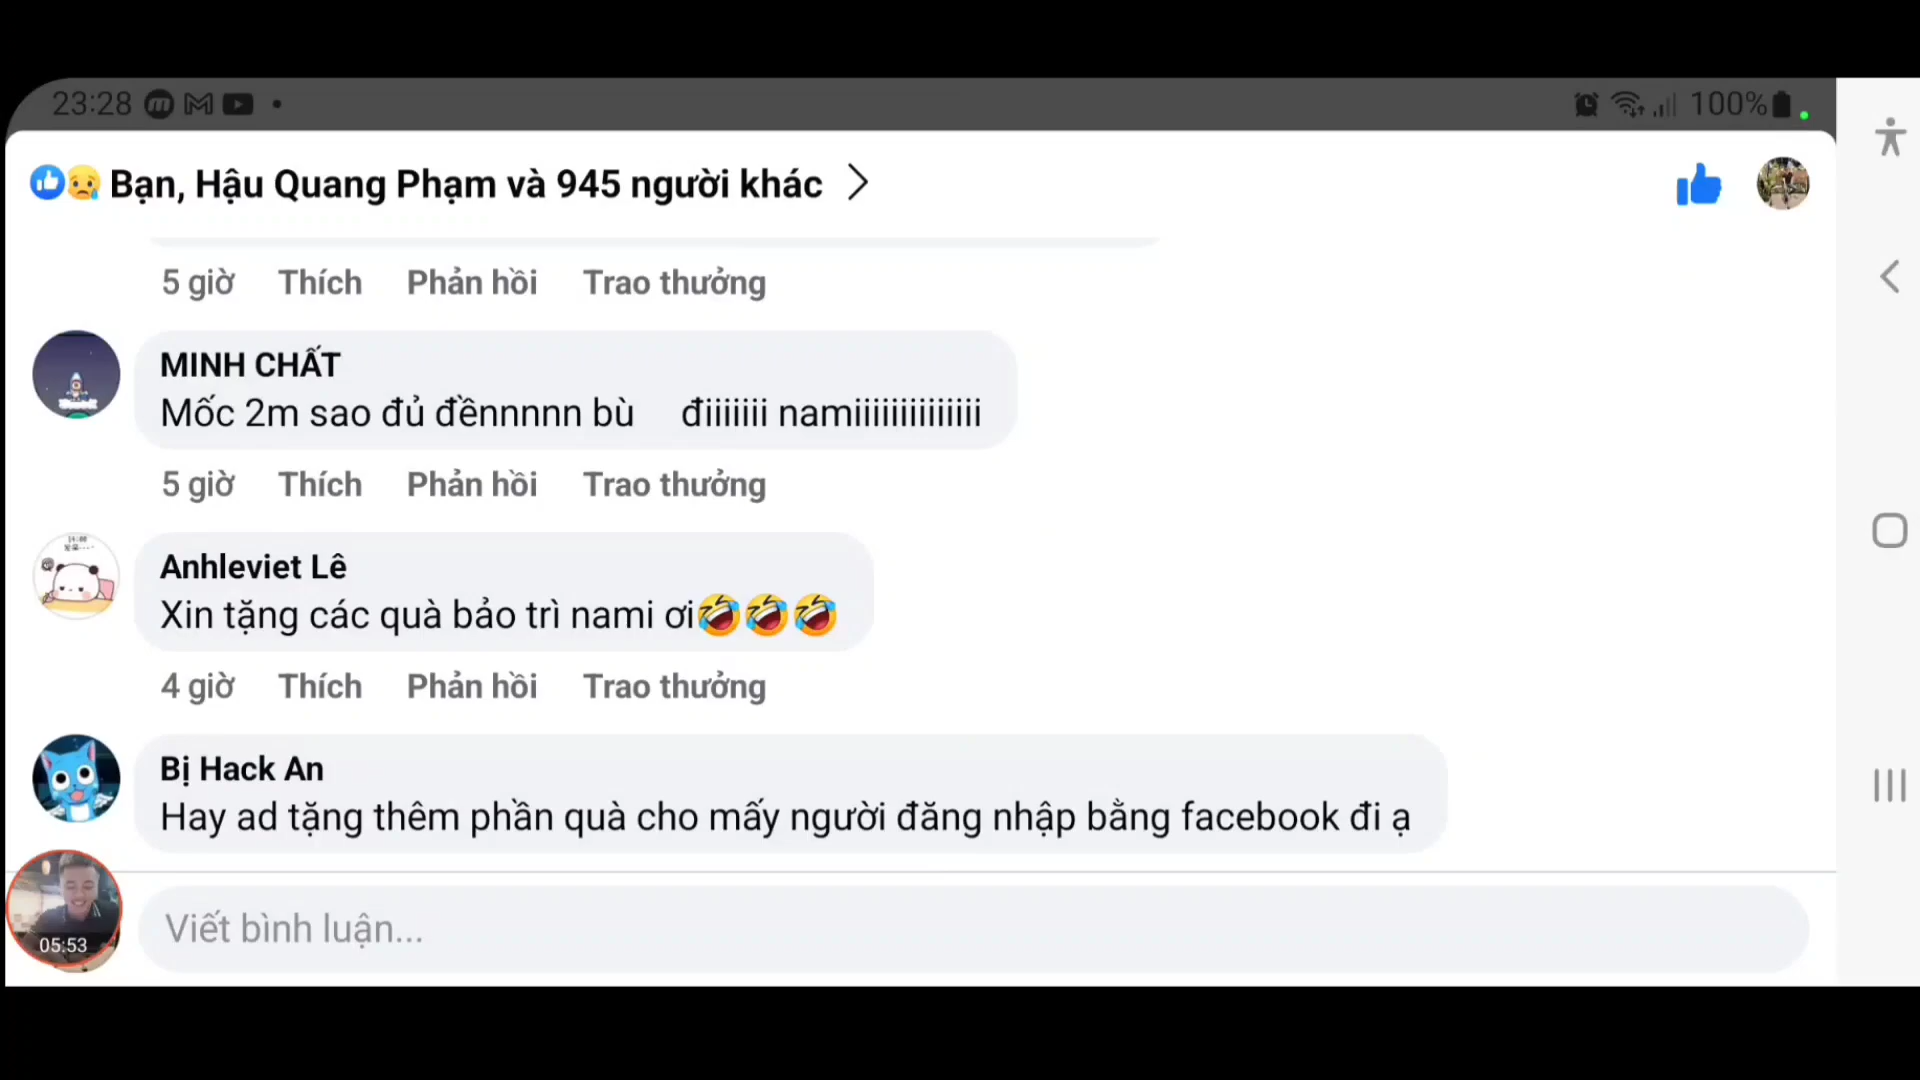 23:28
100%
Bạn, Hậu Quang Phạm và 945 người khác
5 giờ Thích Phản hồi Trao thưởng
MINH CHẤT
Mốc 2m sao đủ đềnnnnn bù điiiiiii namiiiiiiiiiiiiii
5 giờ Thích Phản hồi Trao thưởng
Anhleviet Lê
Xin tặng các quà bảo trì nami ơi🤣🤣🤣
4 giờ Thích Phản hồi Trao thưởng
Bị Hack An
Hay ad tặng thêm phần quà cho mấy người đăng nhập bằng facebook đi ạ
05:53
Viết bình luận...